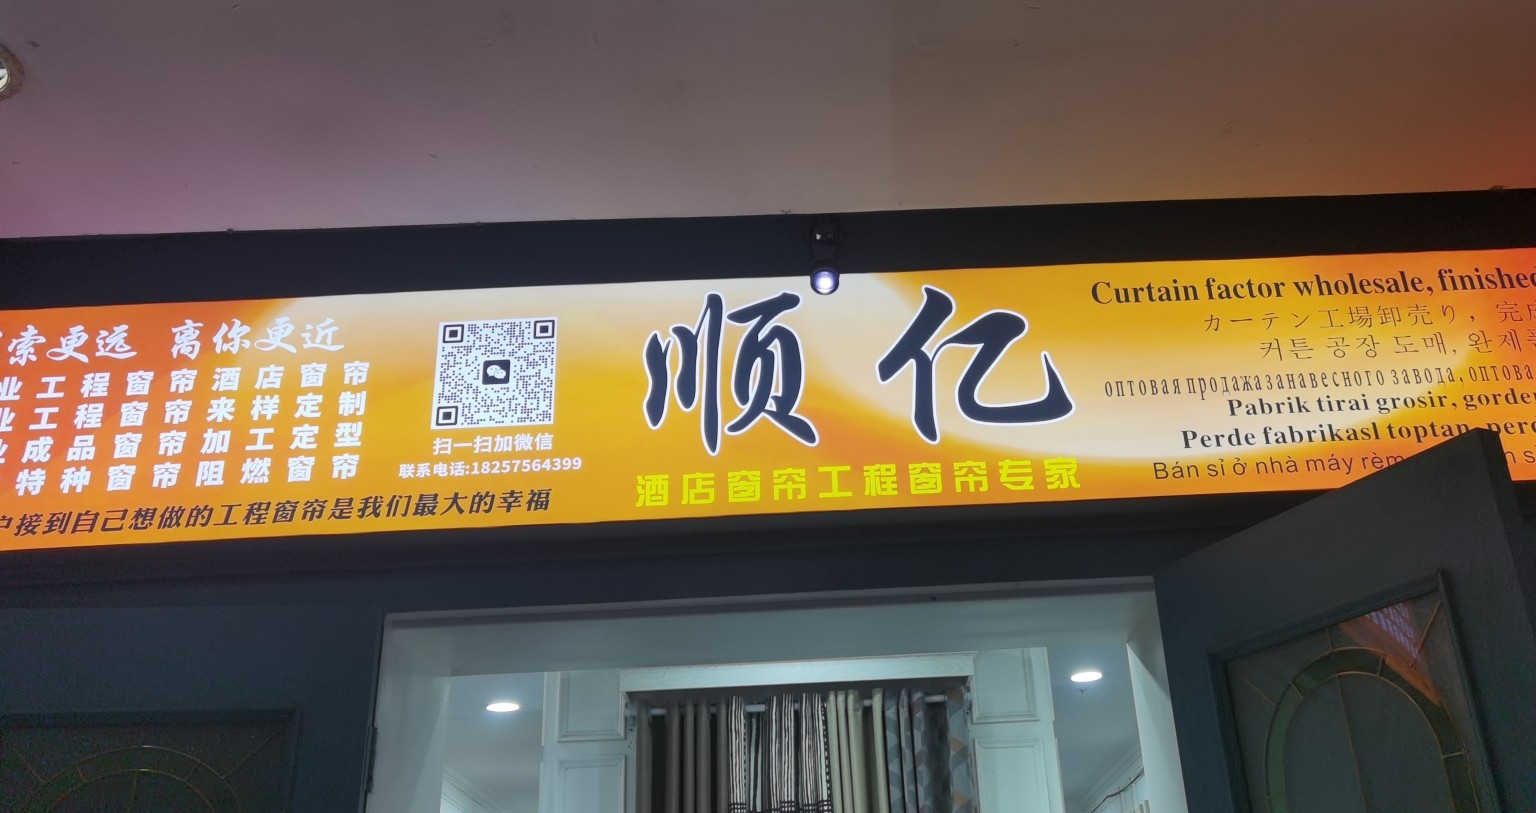 索更远 离你更近
业工程窗帘酒店窗帘
业工程窗帘来样定制
业成品窗帘加工定型
特种窗帘阻燃窗帘
户接到自己想做的工程窗帘是我们最大的幸福
扫一扫加微信
联系电话:18257564399
顺亿
酒店窗帘工程窗帘专家
Curtain factor wholesale, finished
カーテン工場卸売り，完成
커튼 공장 도매, 완제품
оптовая продажа занавесного завода, оптова
Pabrik tirai grosir, gorden
Perde fabrikasl toptan, perd
Bán sỉ ở nhà máy rèm